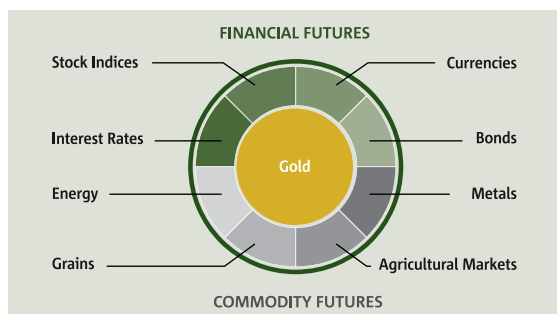 FINANCIAL FUTURES
Stock Indices
Currencies
Interest Rates
Bonds
Gold
Energy
Metals
Grains
Agricultural Markets
COMMODITY FUTURES